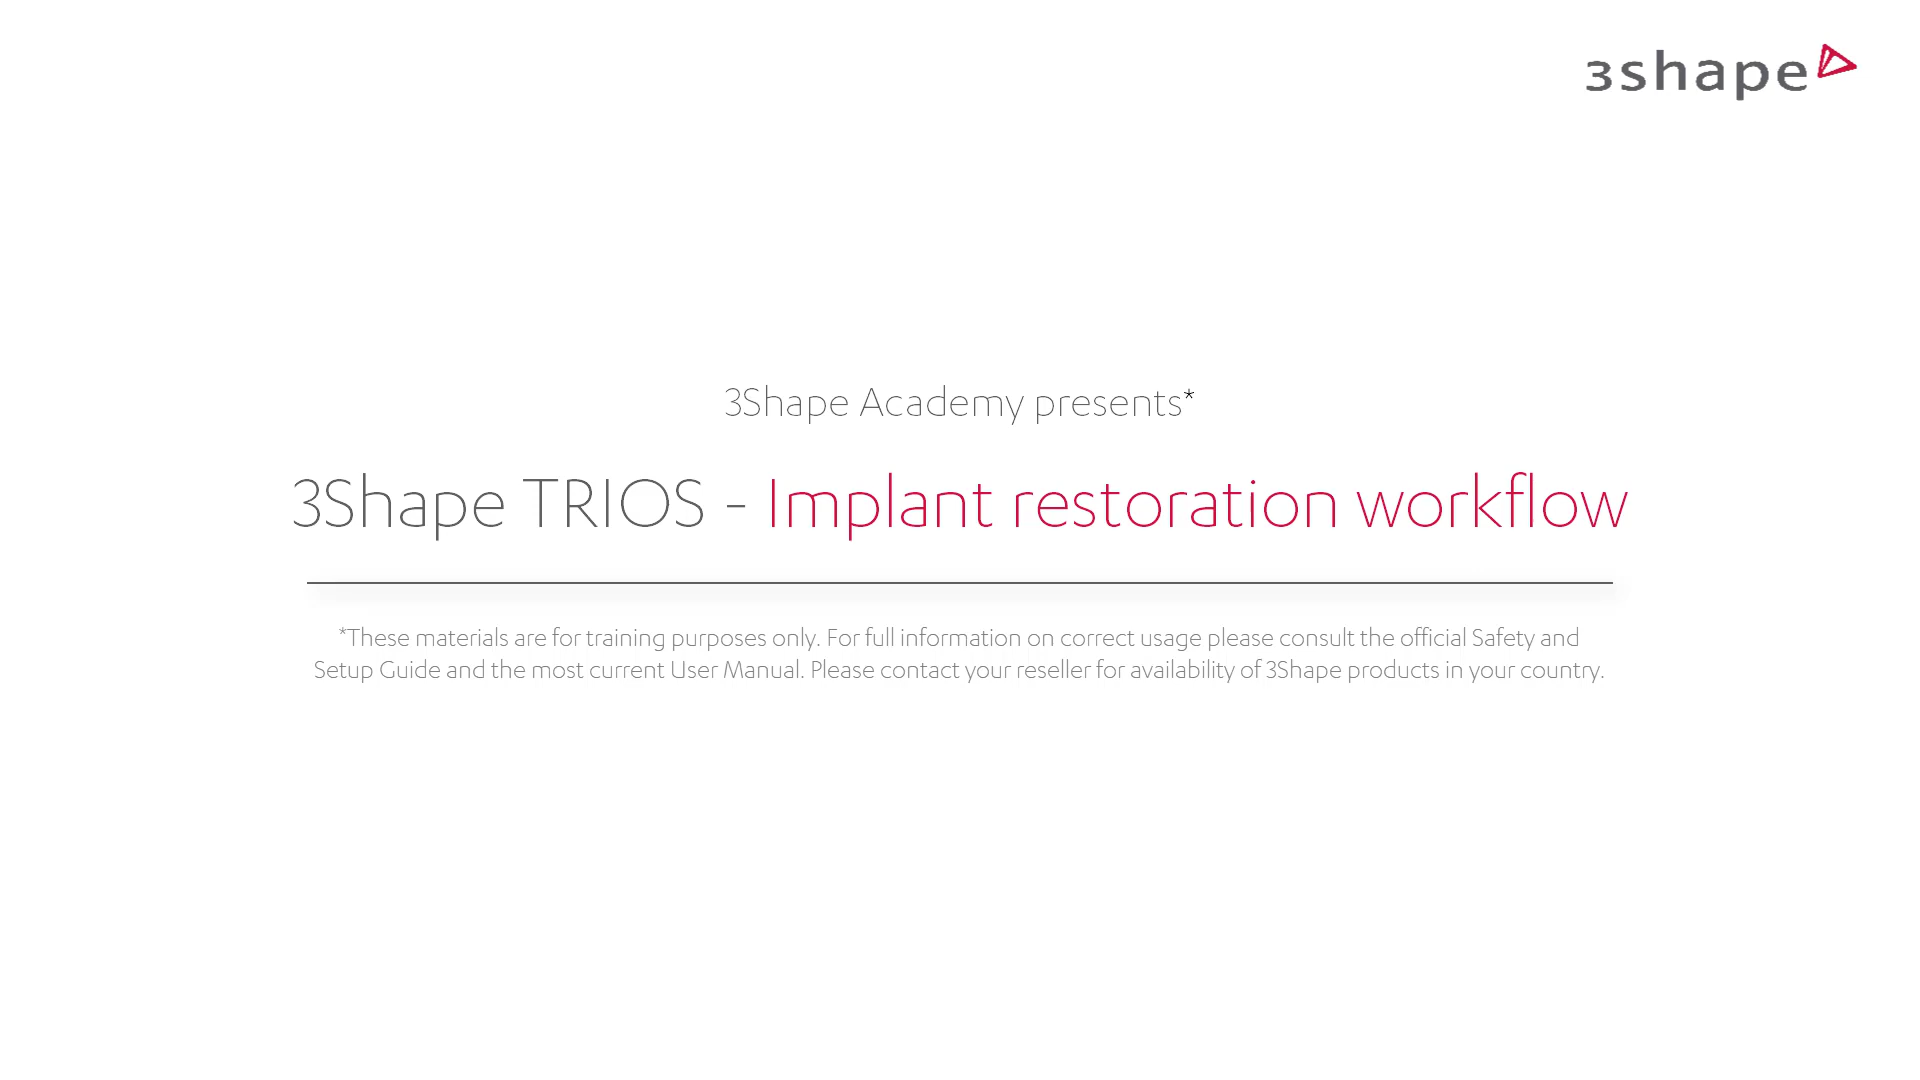 3shape
3Shape Academy presents*
3Shape TRIOS - Implant restoration workflow
*These materials are for training purposes only. For full information on correct usage please consult the official Safety and
Setup Guide and the most current User Manual. Please contact your reseller for availability of 3Shape products in your country.